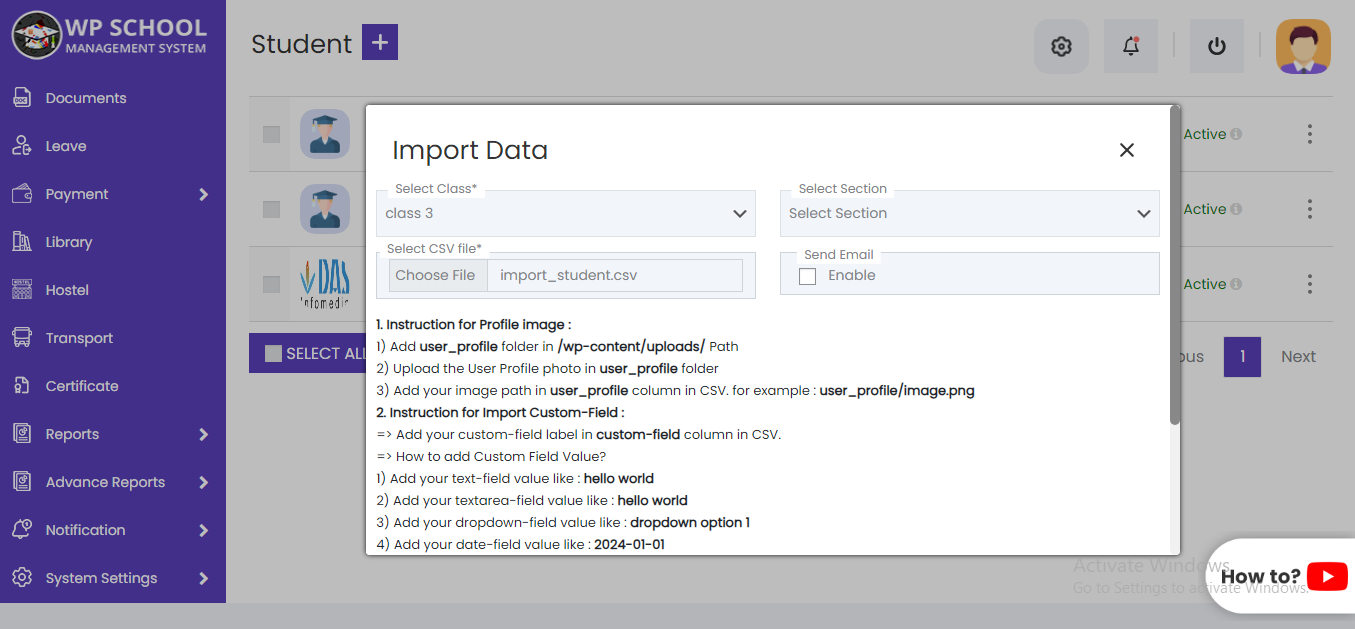 WP SCHOOL
MANAGEMENT SYSTEM
Documents
Leave
Payment
Library
Hostel
Transport
Certificate
Reports
Advance Reports
Notification
System Settings
Student +
Active
Active
VDAS
Infomedia
Active
SELECT ALL
ous 1 Next
Import Data
Select Class*
class 3
Select Section
Select Section
Select CSV file*
Choose File import_student.csv
Send Email
Enable
1. Instruction for Profile image :
1) Add user_profile folder in /wp-content/uploads/ Path
2) Upload the User Profile photo in user_profile folder
3) Add your image path in user_profile column in CSV. for example : user_profile/image.png
2. Instruction for Import Custom-Field :
=> Add your custom-field label in custom-field column in CSV.
=> How to add Custom Field Value?
1) Add your text-field value like : hello world
2) Add your textarea-field value like : hello world
3) Add your dropdown-field value like : dropdown option 1
4) Add your date-field value like : 2024-01-01
Activate Windows
Go to Settings to activate Windows.
How to?